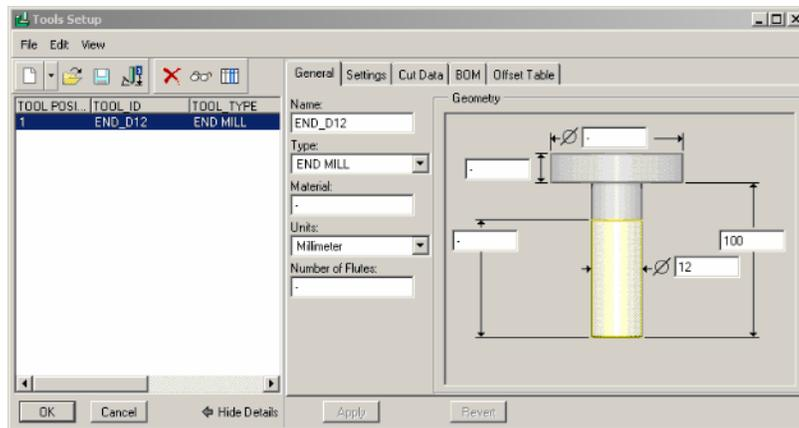 Tools Setup
File Edit View
General Settings Cut Data BOM Offset Table
TOOL POSI... TOOL_ID TOOL_TYPE
1 END_D12 END MILL
Name:
END_D12
Type:
END MILL
Material:
-
Units:
Millimeter
Number of Flutes:
-
Geometry
Ø -
-
-
100
Ø 12
OK Cancel Hide Details Apply Revert